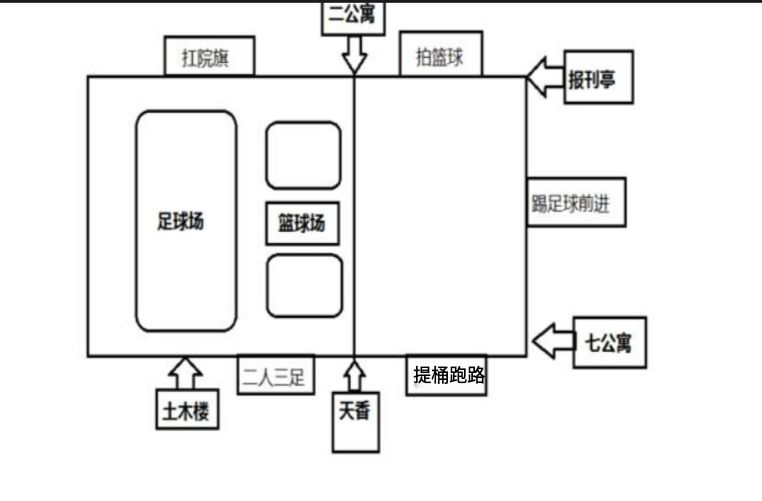 二公寓
扛院旗
拍篮球
报刊亭
足球场
篮球场
踢足球前进
七公寓
二人三足
提桶跑路
土木楼
天香